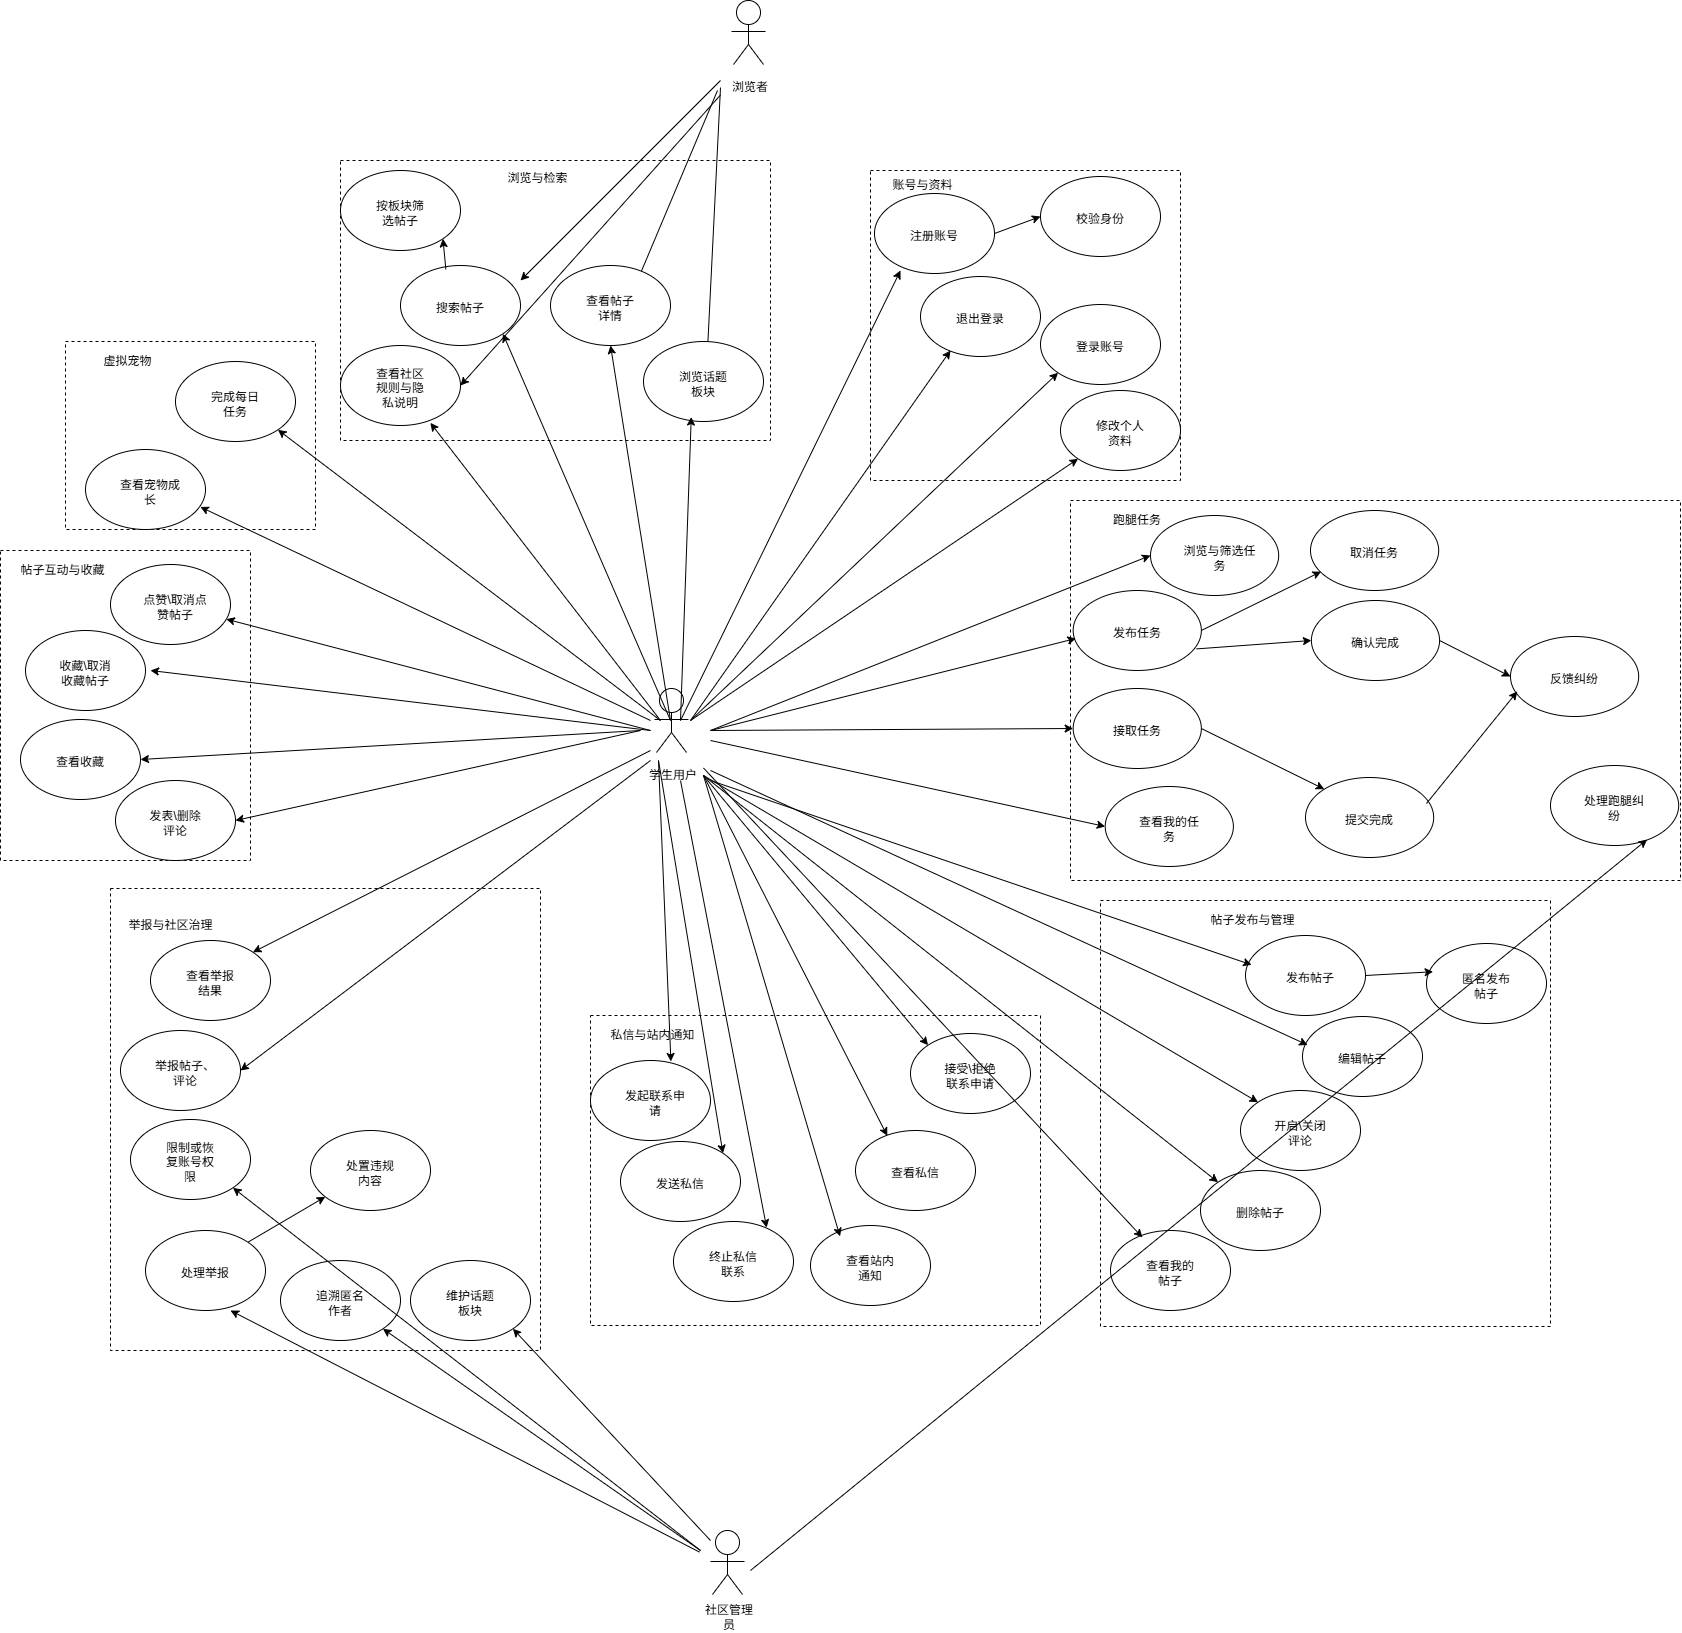 浏览者
浏览与检索
按板块筛
选帖子
搜索帖子
查看帖子
详情
查看社区
规则与隐
私说明
浏览话题
板块
账号与资料
注册账号
校验身份
退出登录
登录账号
修改个人
资料
虚拟宠物
完成每日
任务
查看宠物成
长
帖子互动与收藏
点赞\取消点
赞帖子
收藏\取消
收藏帖子
查看收藏
发表\删除
评论
学生用户
跑腿任务
浏览与筛选任
务
取消任务
发布任务
确认完成
反馈纠纷
接取任务
提交完成
处理跑腿纠
纷
查看我的任
务
举报与社区治理
查看举报
结果
举报帖子、
评论
限制或恢
复账号权
限
处置违规
内容
处理举报
追溯匿名
作者
维护话题
板块
私信与站内通知
接受\拒绝
联系申请
发起联系申
请
发送私信
查看私信
终止私信
联系
查看站内
通知
帖子发布与管理
发布帖子
匿名发布
帖子
编辑帖子
开启\关闭
评论
删除帖子
查看我的
帖子
社区管理
员